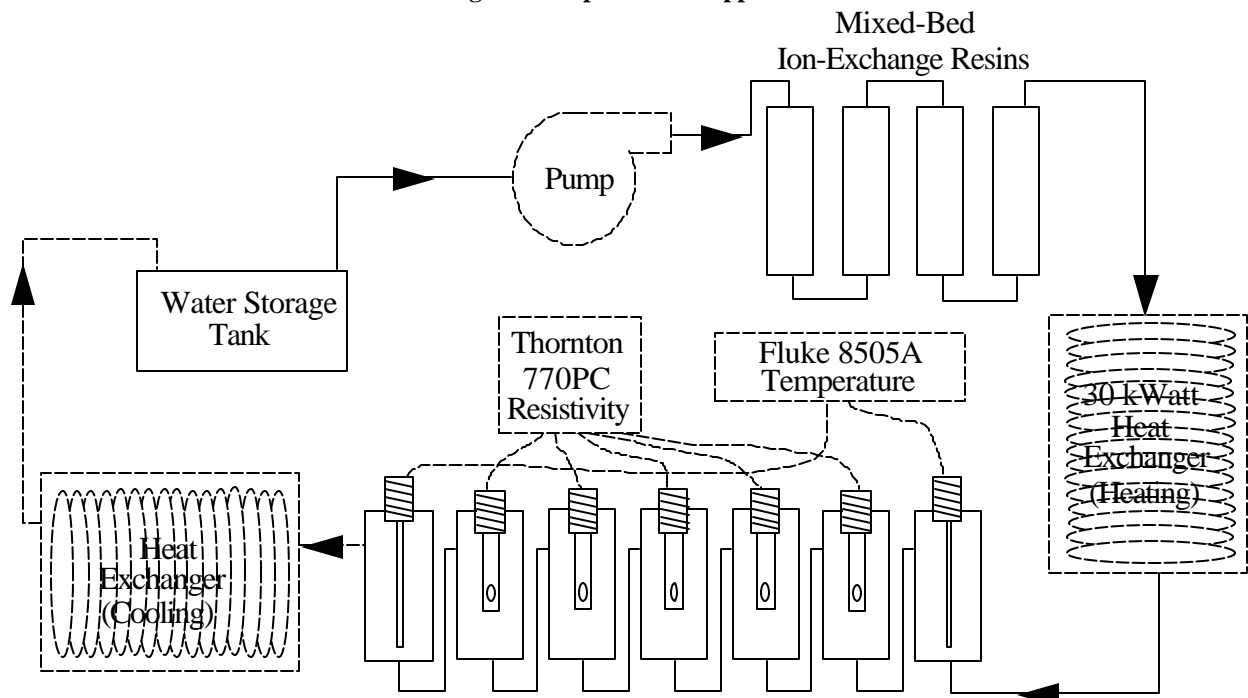 Mixed-Bed
Ion-Exchange Resins
Pump
Water Storage
Tank
Thornton
770PC
Resistivity
Fluke 8505A
Temperature
30 kWatt
Heat
Exchanger
(Heating)
Heat
Exchanger
(Cooling)